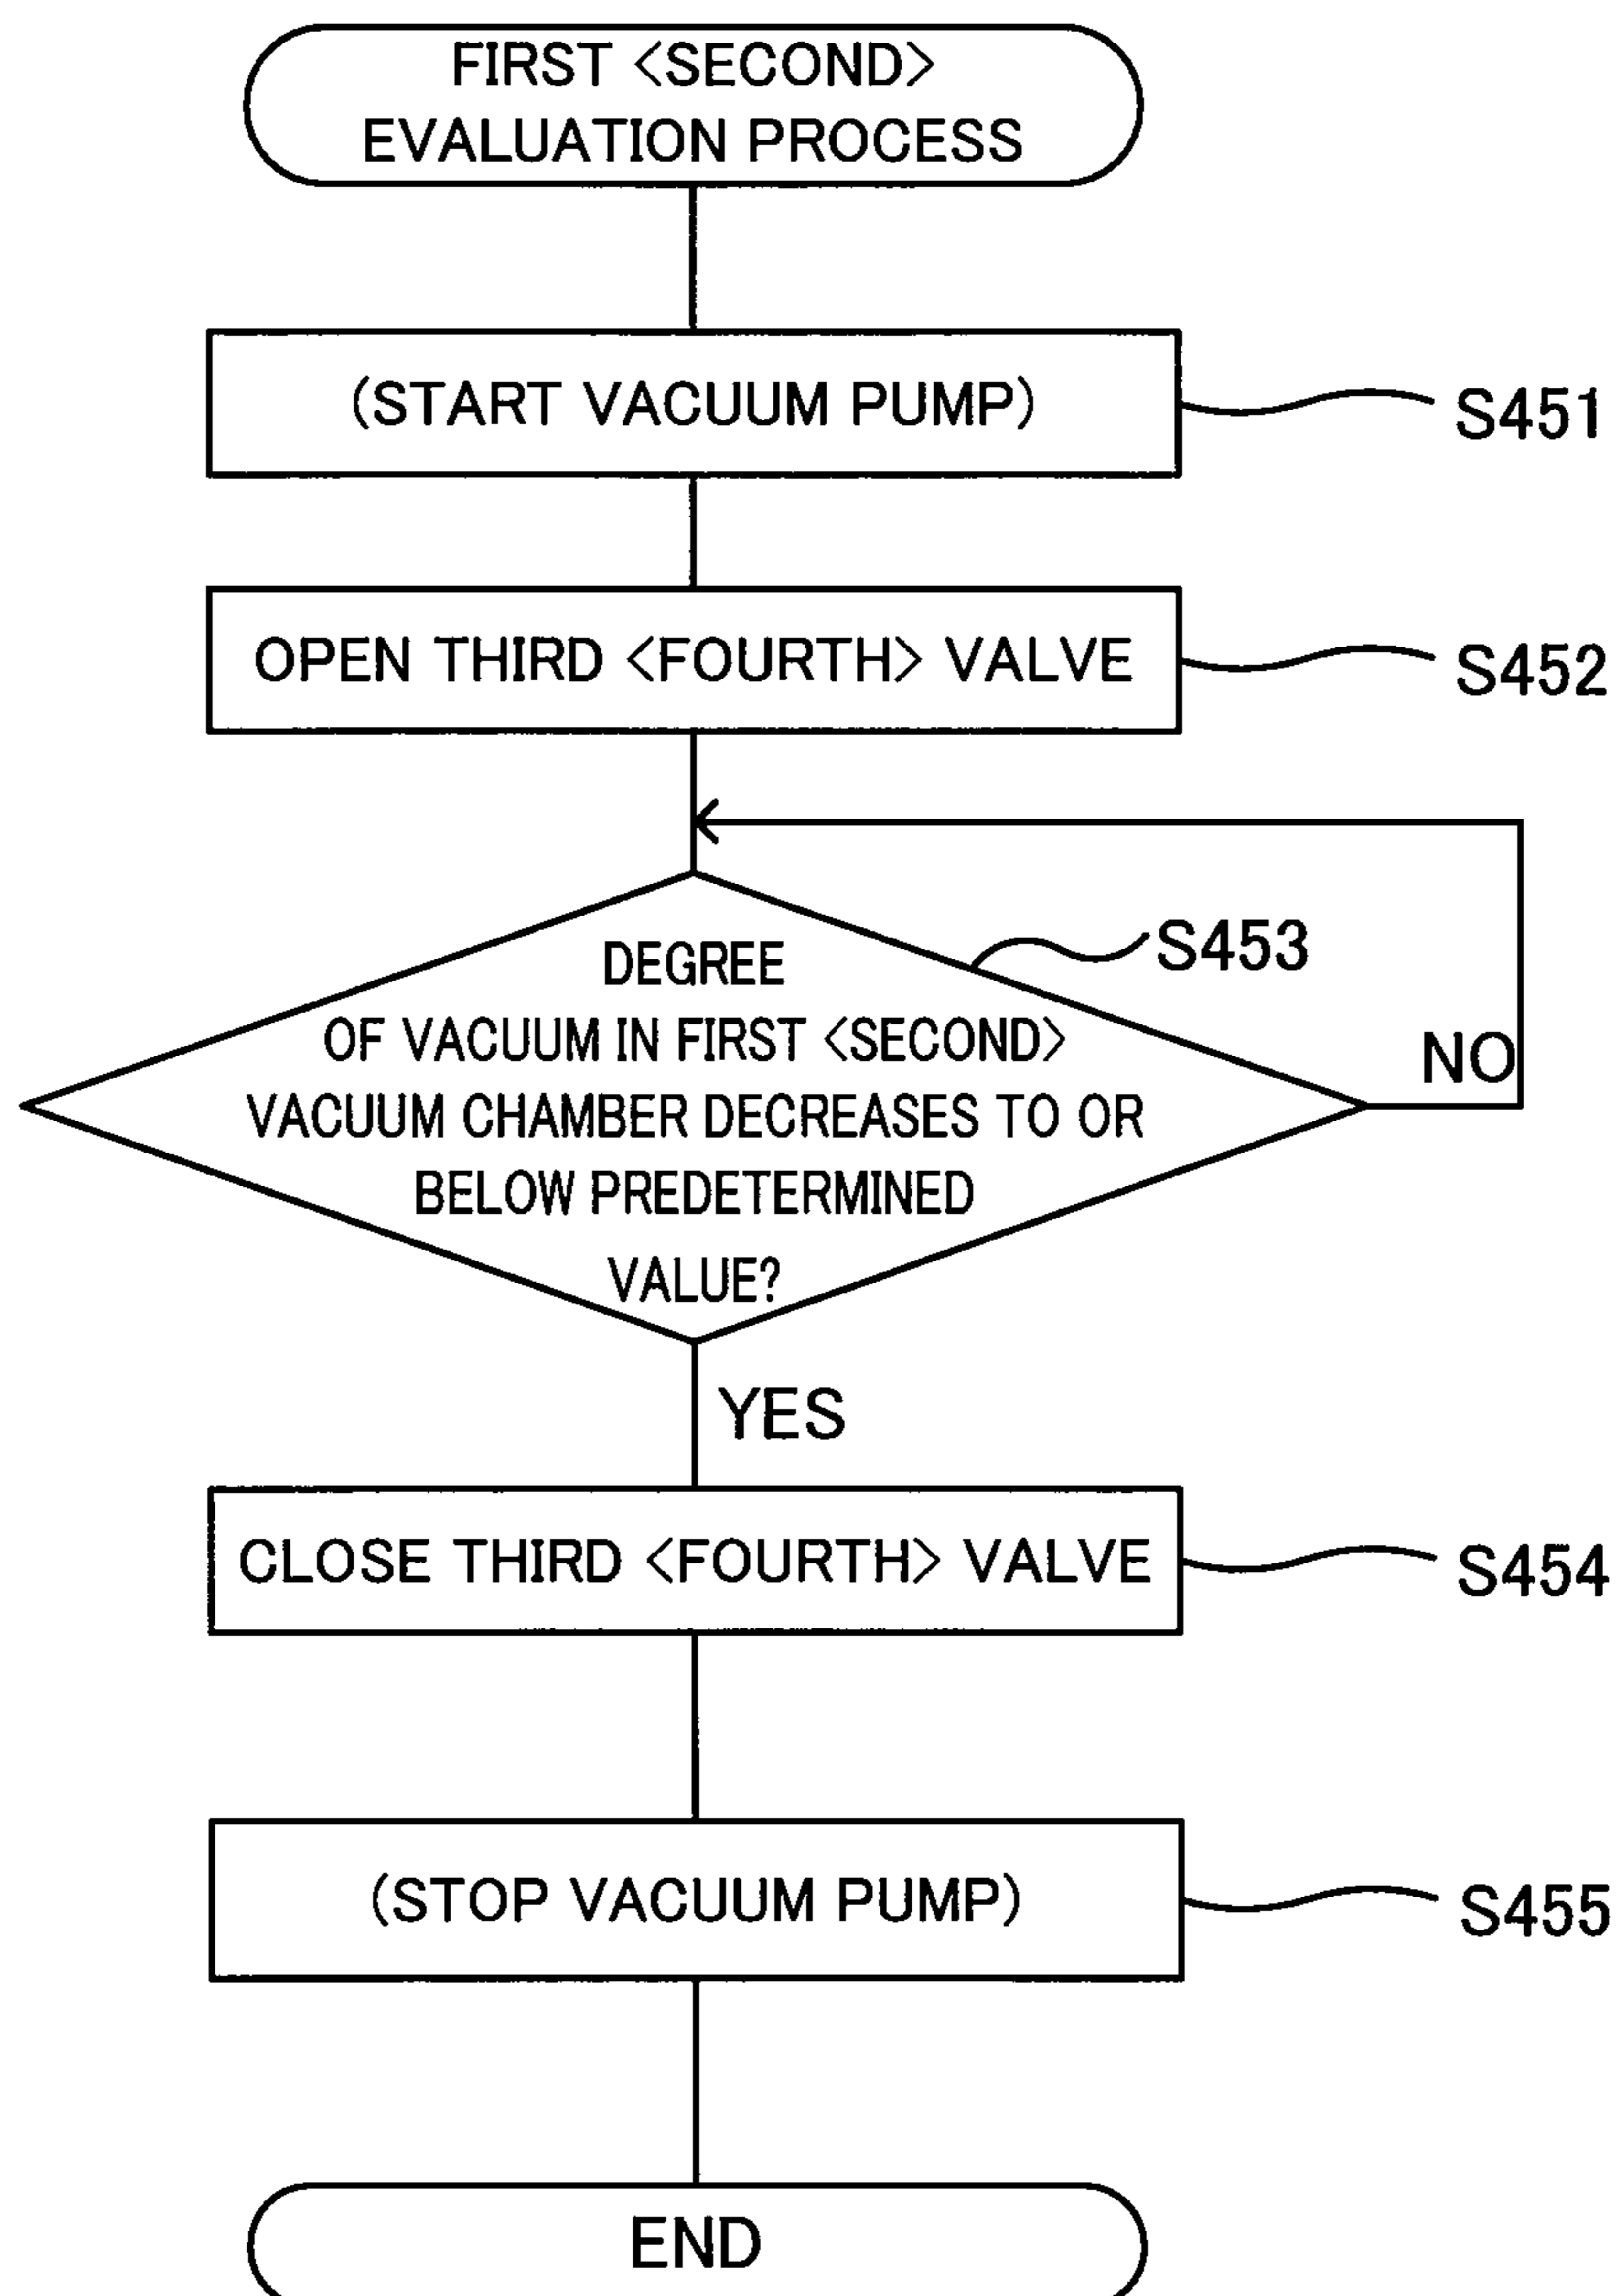 FIRST <SECOND>
EVALUATION PROCESS
(START VACUUM PUMP)
S451
OPEN THIRD <FOURTH> VALVE
S452
DEGREE
OF VACUUM IN FIRST <SECOND>
VACUUM CHAMBER DECREASES TO OR
BELOW PREDETERMINED
VALUE?
S453
NO
YES
CLOSE THIRD <FOURTH> VALVE
S454
(STOP VACUUM PUMP)
S455
END